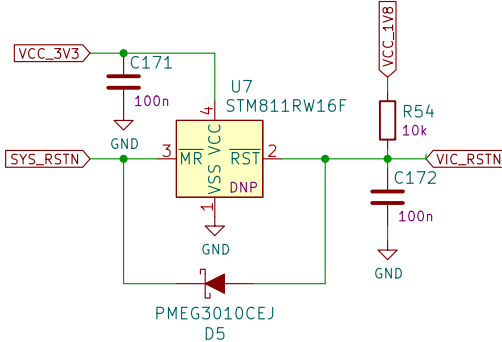 VCC_1V8
VCC_3V3
C171
100n
GND
U7
STM811RW16F
4
R54
10k
SYS_RSTN
3
MR
VCC
RST
2
VIC_RSTN
VSS
DNP
1
GND
C172
100n
GND
PMEG3010CEJ
D5